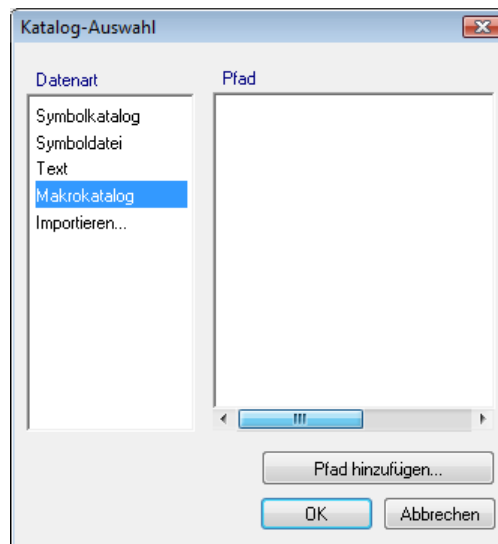 Katalog-Auswahl
Datenart
Pfad
Symbolkatalog
Symboldatei
Text
Makrokatalog
Importieren...
Pfad hinzufügen...
OK
Abbrechen